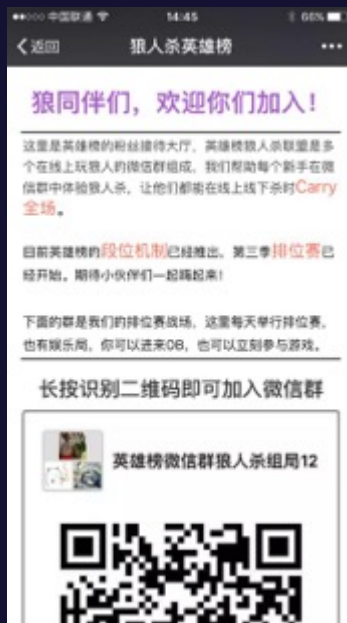 中国联通 14:45 66%
返回 狼人杀英雄榜
狼同伴们，欢迎你们加入！
这里是英雄榜的粉丝接待大厅，英雄榜狼人杀联盟是多
个在线上玩狼人的微信群组成，我们帮助每个新手在微
信群中体验狼人杀，让他们都能在线上线下杀时Carry
全场。
目前英雄榜的段位机制已经推出，第三季排位赛已
经开始。期待小伙伴们一起嗨起来！
下面的群是我们的排位赛战场，这里每天举行排位赛，
也有娱乐局，你可以进来OB，也可以立刻参与游戏。
长按识别二维码即可加入微信群
英雄榜微信群狼人杀组局12